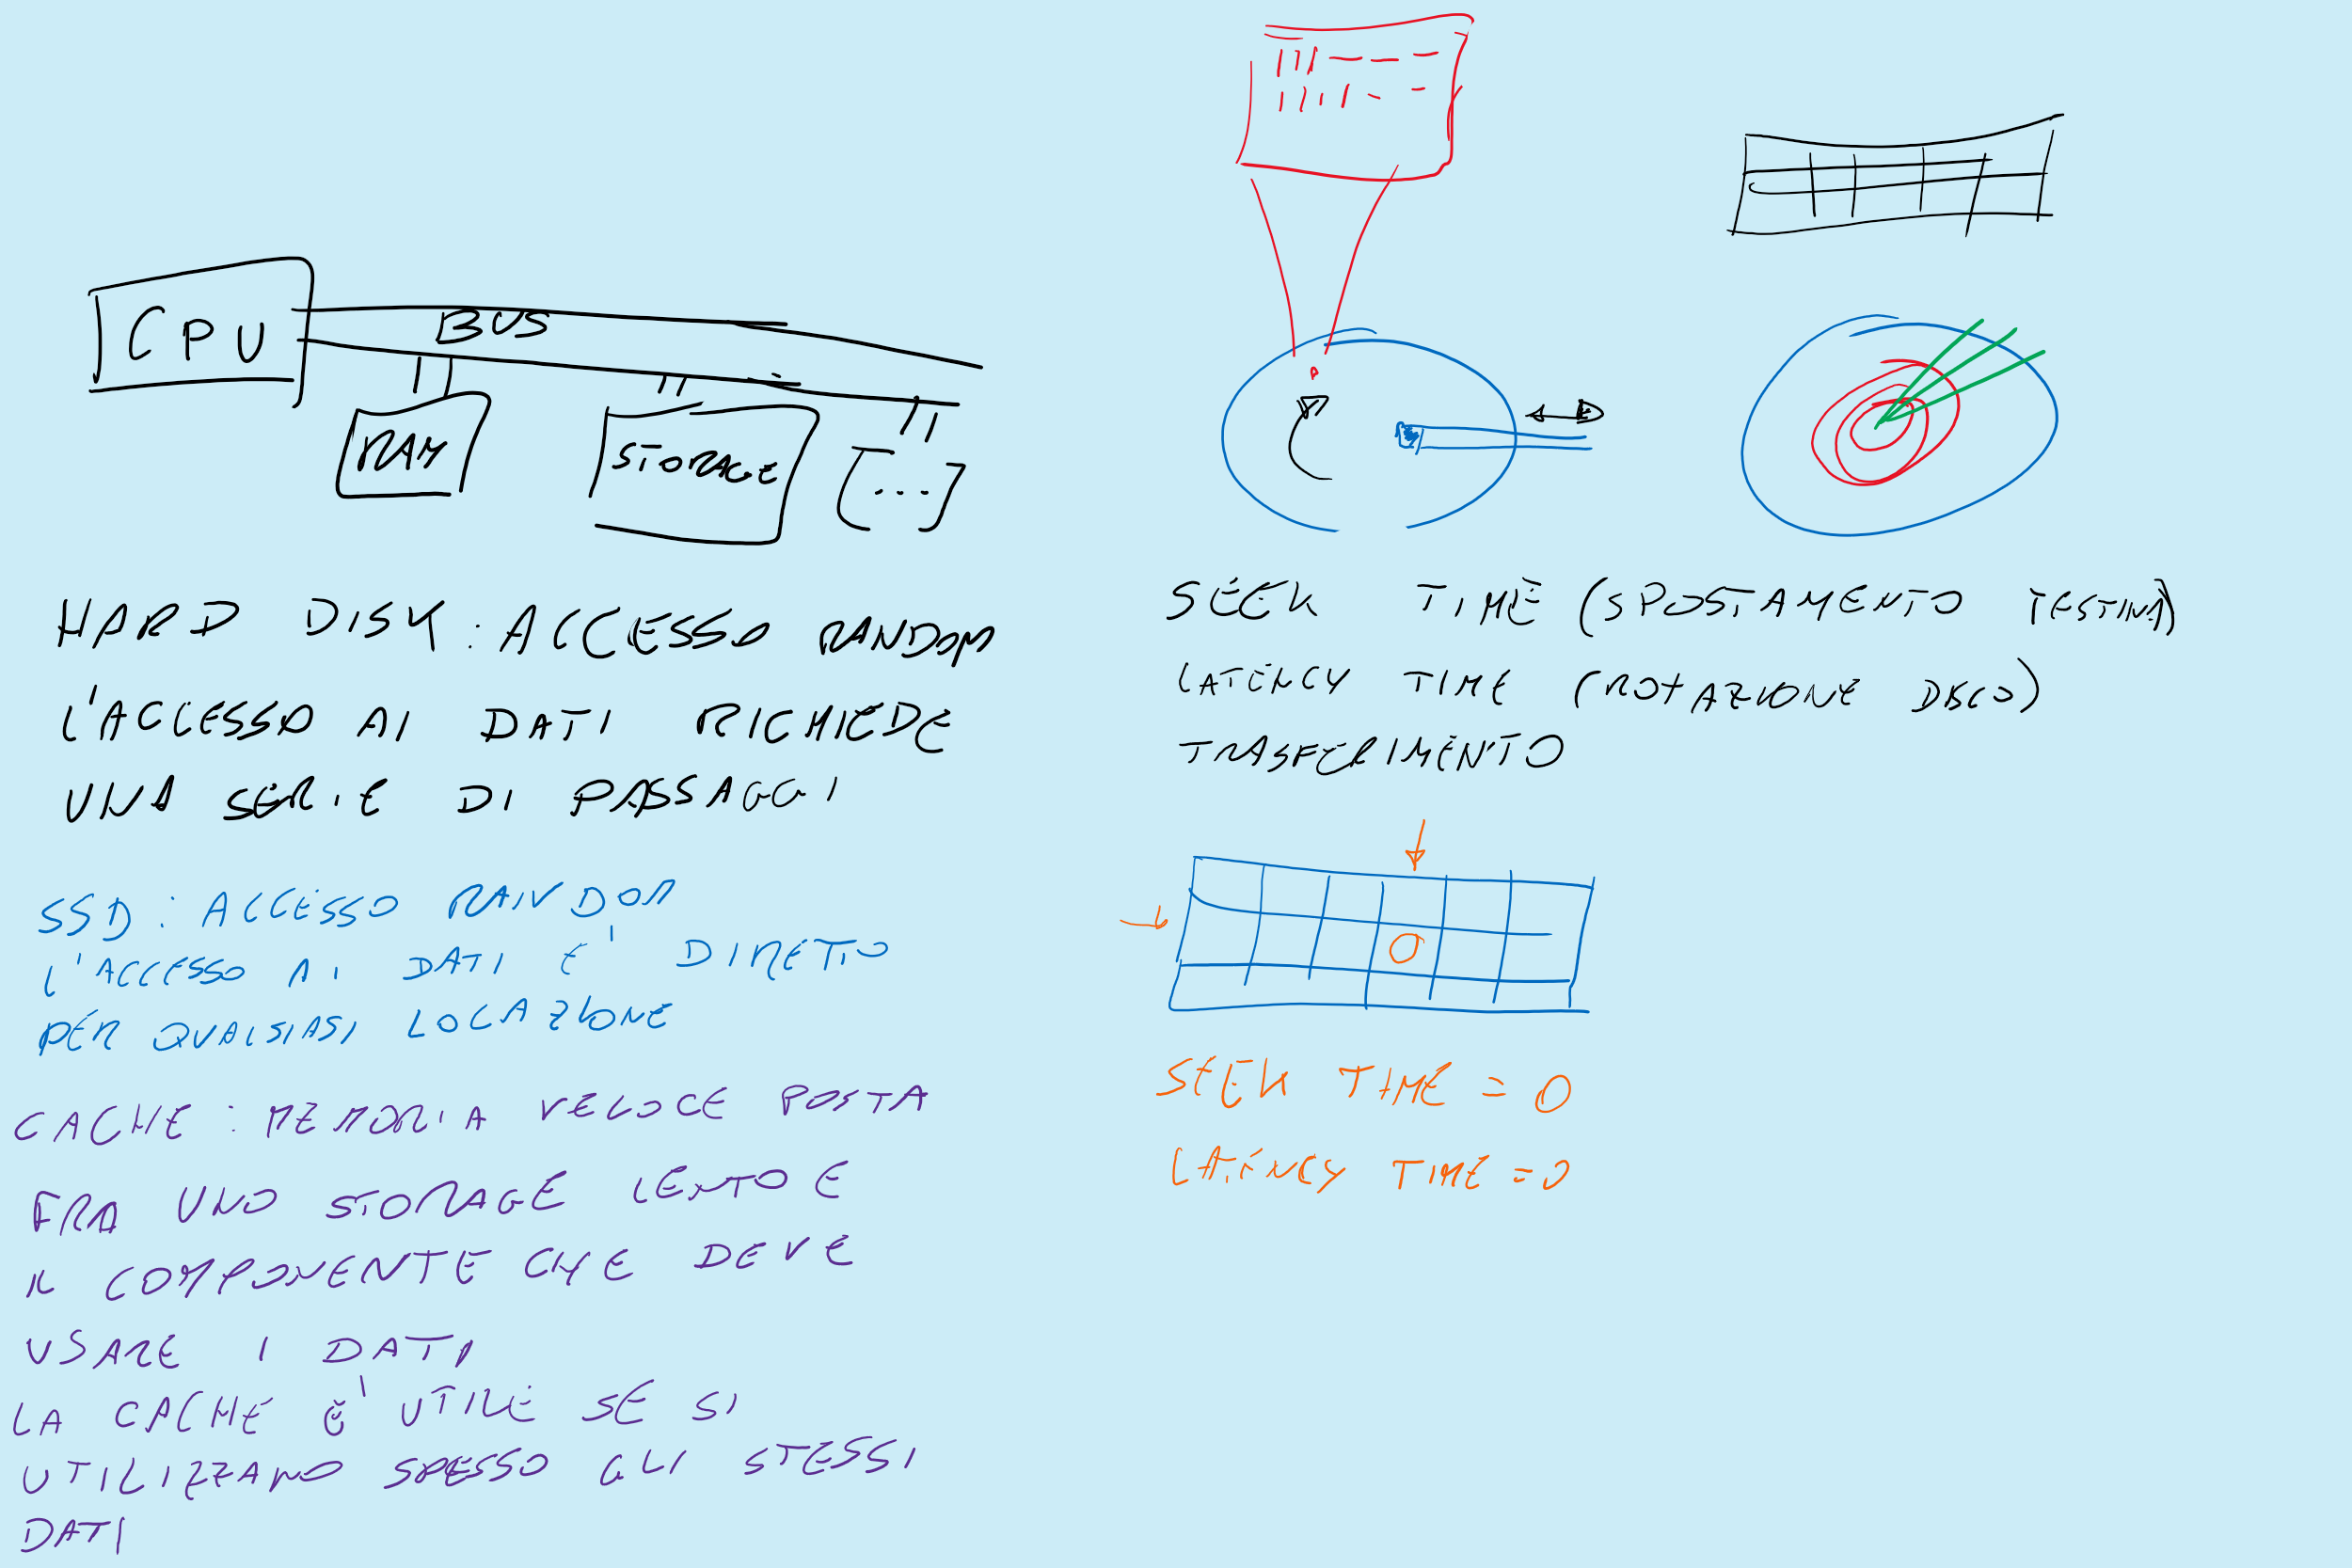 CPU
BUS
RAM
STORAGE
[...]
HARD DISK: ACCESSO RANDOM
L'ACCESSO AI DATI RICHIEDE
UNA SERIE DI PASSAGGI
SSD: ACCESSO RANDOM
L'ACCESSO AI DATI E' DIRETTO
PER QUALSIASI LOCAZIONE
CACHE: MEMORIA VELOCE POSTA
FRA UNO STORAGE LENTO E
IL COMPONENTE CHE DEVE
USARE I DATI
LA CACHE E' UTILE SE SI
UTILIZZANO SPESSO GLI STESSI
DATI
SEEK TIME (SPOSTAMENTO TESTINA)
LATENCY TIME (ROTAZIONE DISCO)
TRASFERIMENTO
SEEK TIME = 0
LATENCY TIME = 0